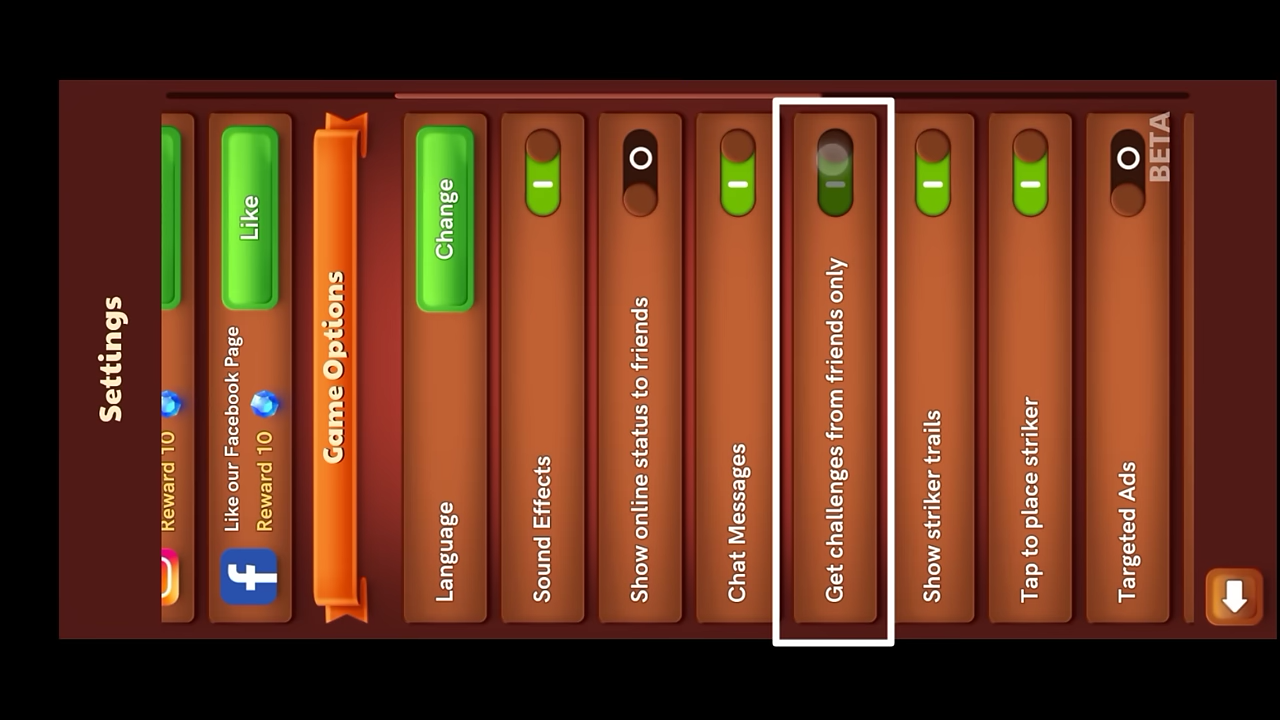 Settings
Reward 10
Like our Facebook Page
Reward 10
Like
Game Options
Language
Change
Sound Effects
Show online status to friends
Chat Messages
Get challenges from friends only
Show striker trails
Tap to place striker
Targeted Ads
BETA